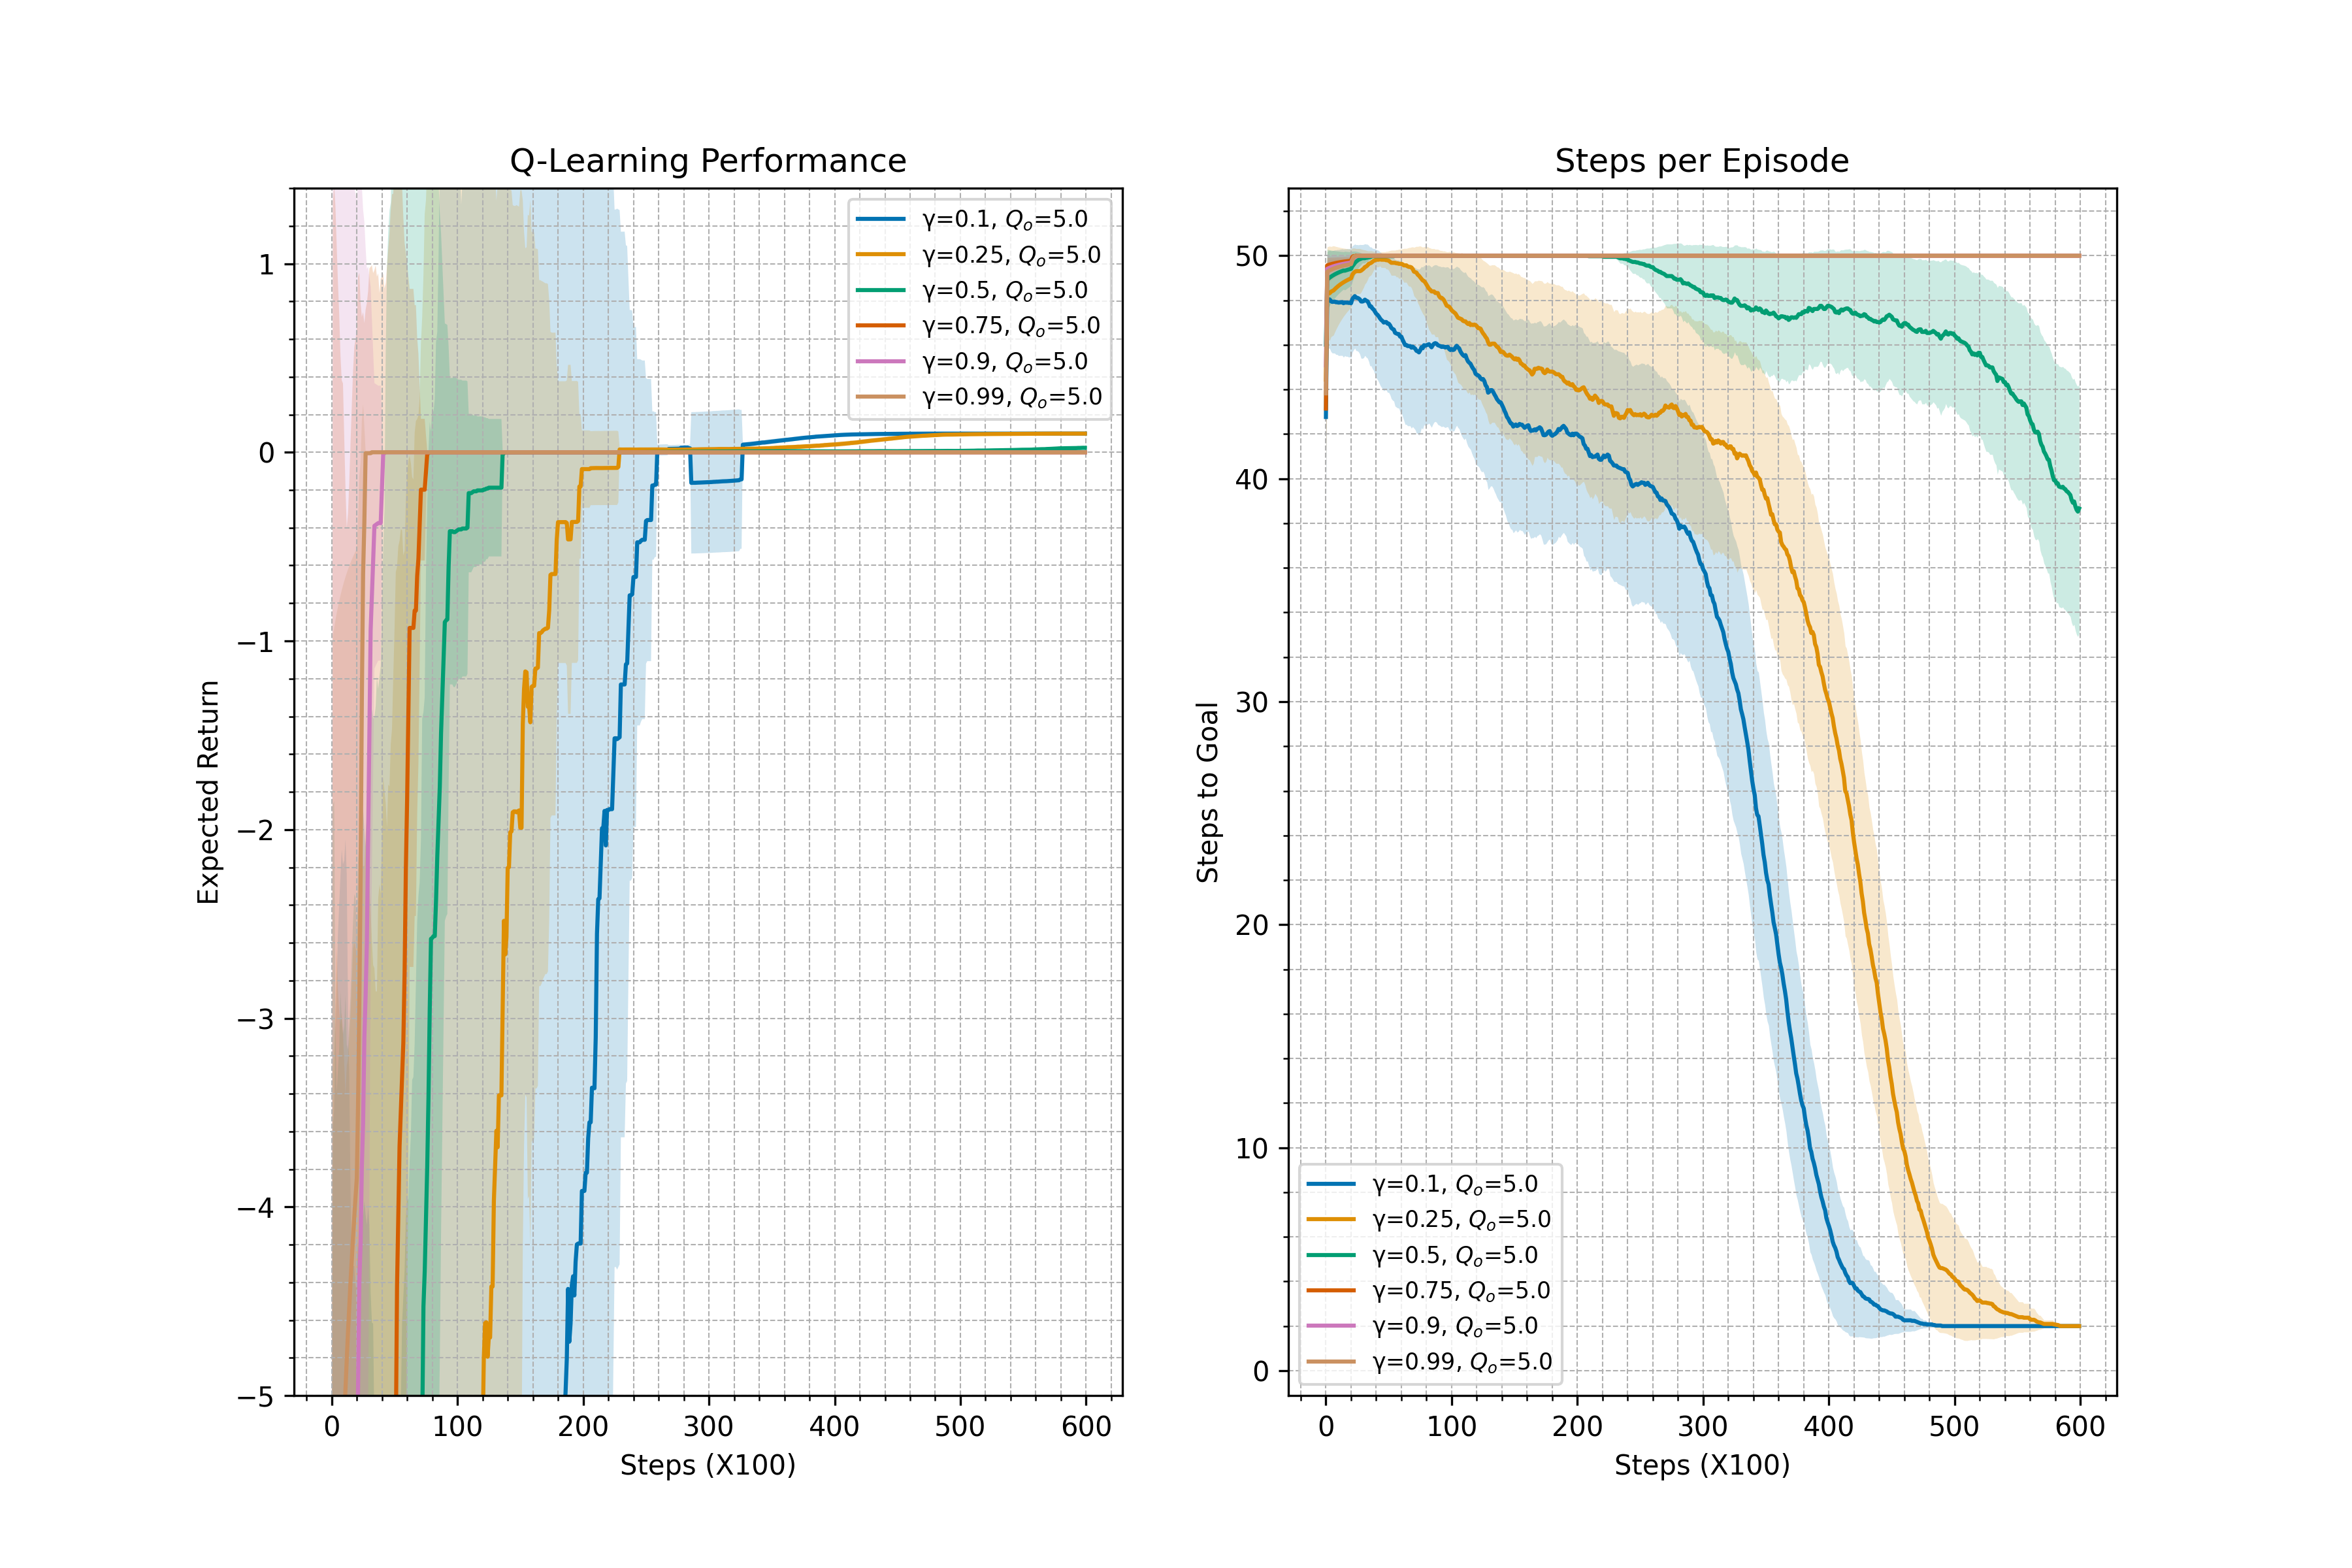 Q-Learning Performance
1
0
−1
−2
−3
−4
−5
Expected Return
0 100 200 300 400 500 600
Steps (X100)
γ=0.1, Qo=5.0
γ=0.25, Qo=5.0
γ=0.5, Qo=5.0
γ=0.75, Qo=5.0
γ=0.9, Qo=5.0
γ=0.99, Qo=5.0
Steps per Episode
50
40
30
20
10
0
Steps to Goal
0 100 200 300 400 500 600
Steps (X100)
γ=0.1, Qo=5.0
γ=0.25, Qo=5.0
γ=0.5, Qo=5.0
γ=0.75, Qo=5.0
γ=0.9, Qo=5.0
γ=0.99, Qo=5.0